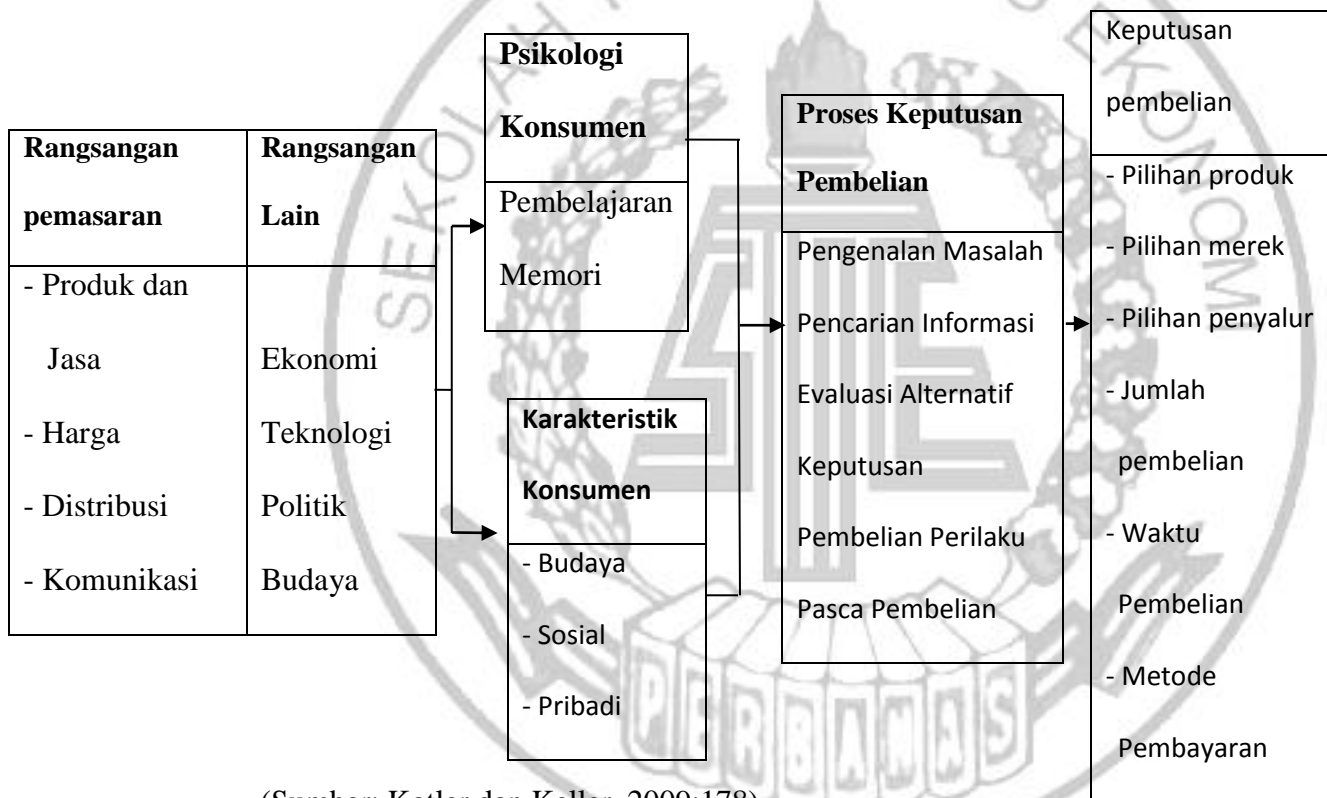 Rangsangan
pemasaran
- Produk dan
Jasa
- Harga
- Distribusi
- Komunikasi
Rangsangan
Lain
Ekonomi
Teknologi
Politik
Budaya
Psikologi
Konsumen
Pembelajaran
Memori
Karakteristik
Konsumen
- Budaya
- Sosial
- Pribadi
Proses Keputusan
Pembelian
Pengenalan Masalah
Pencarian Informasi
Evaluasi Alternatif
Keputusan
Pembelian Perilaku
Pasca Pembelian
Keputusan
pembelian
- Pilihan produk
- Pilihan merek
- Pilihan penyalur
- Jumlah
pembelian
- Waktu
Pembelian
- Metode
Pembayaran
(Sumber: Kotler dan Keller, 2009:178)
SEKOLAH
EKONOMI
PERBANAS